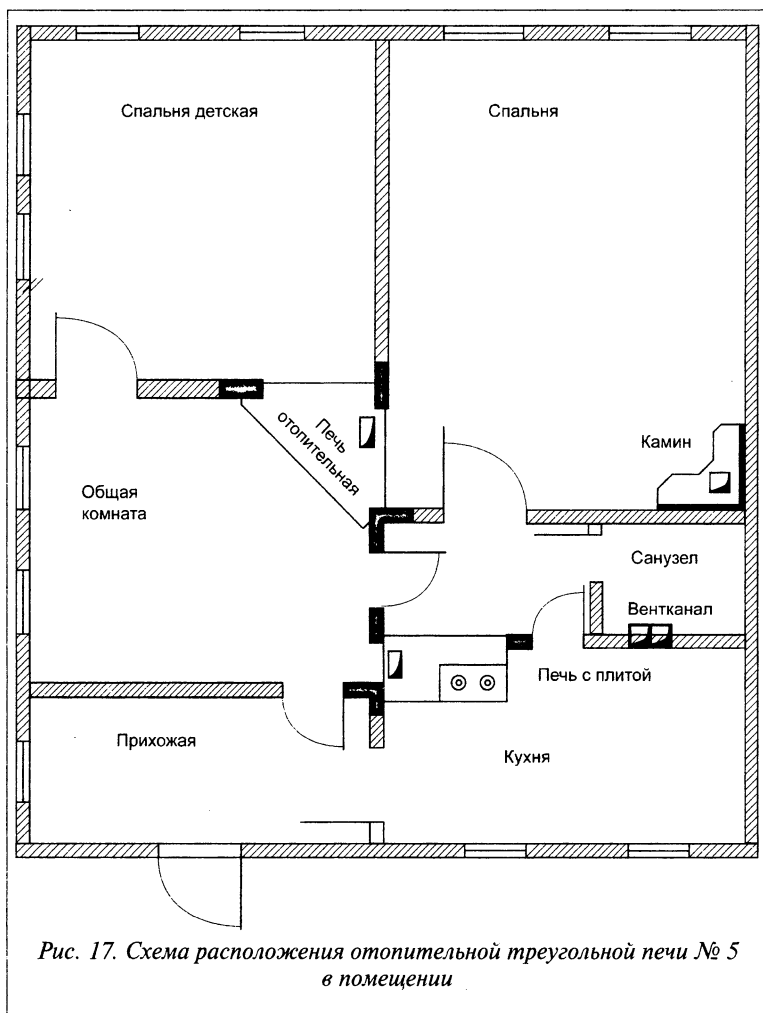 Спальня детская
Спальня
Печь
отопительная
Камин
Общая
комната
Санузел
Вентканал
Печь с плитой
Прихожая
Кухня
Рис. 17. Схема расположения отопительной треугольной печи № 5
в помещении